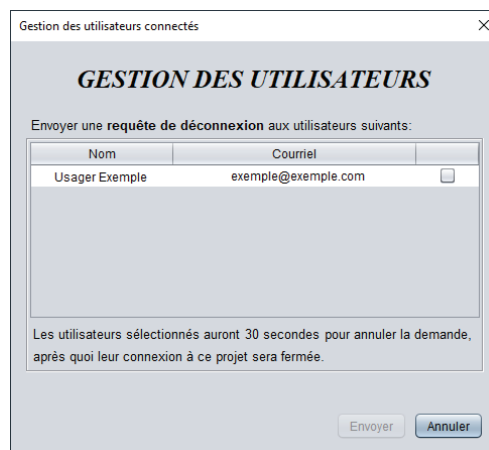 Gestion des utilisateurs connectés
GESTION DES UTILISATEURS
Envoyer une requête de déconnexion aux utilisateurs suivants:
Nom Courriel
Usager Exemple exemple@exemple.com
Les utilisateurs sélectionnés auront 30 secondes pour annuler la demande,
après quoi leur connexion à ce projet sera fermée.
Envoyer Annuler